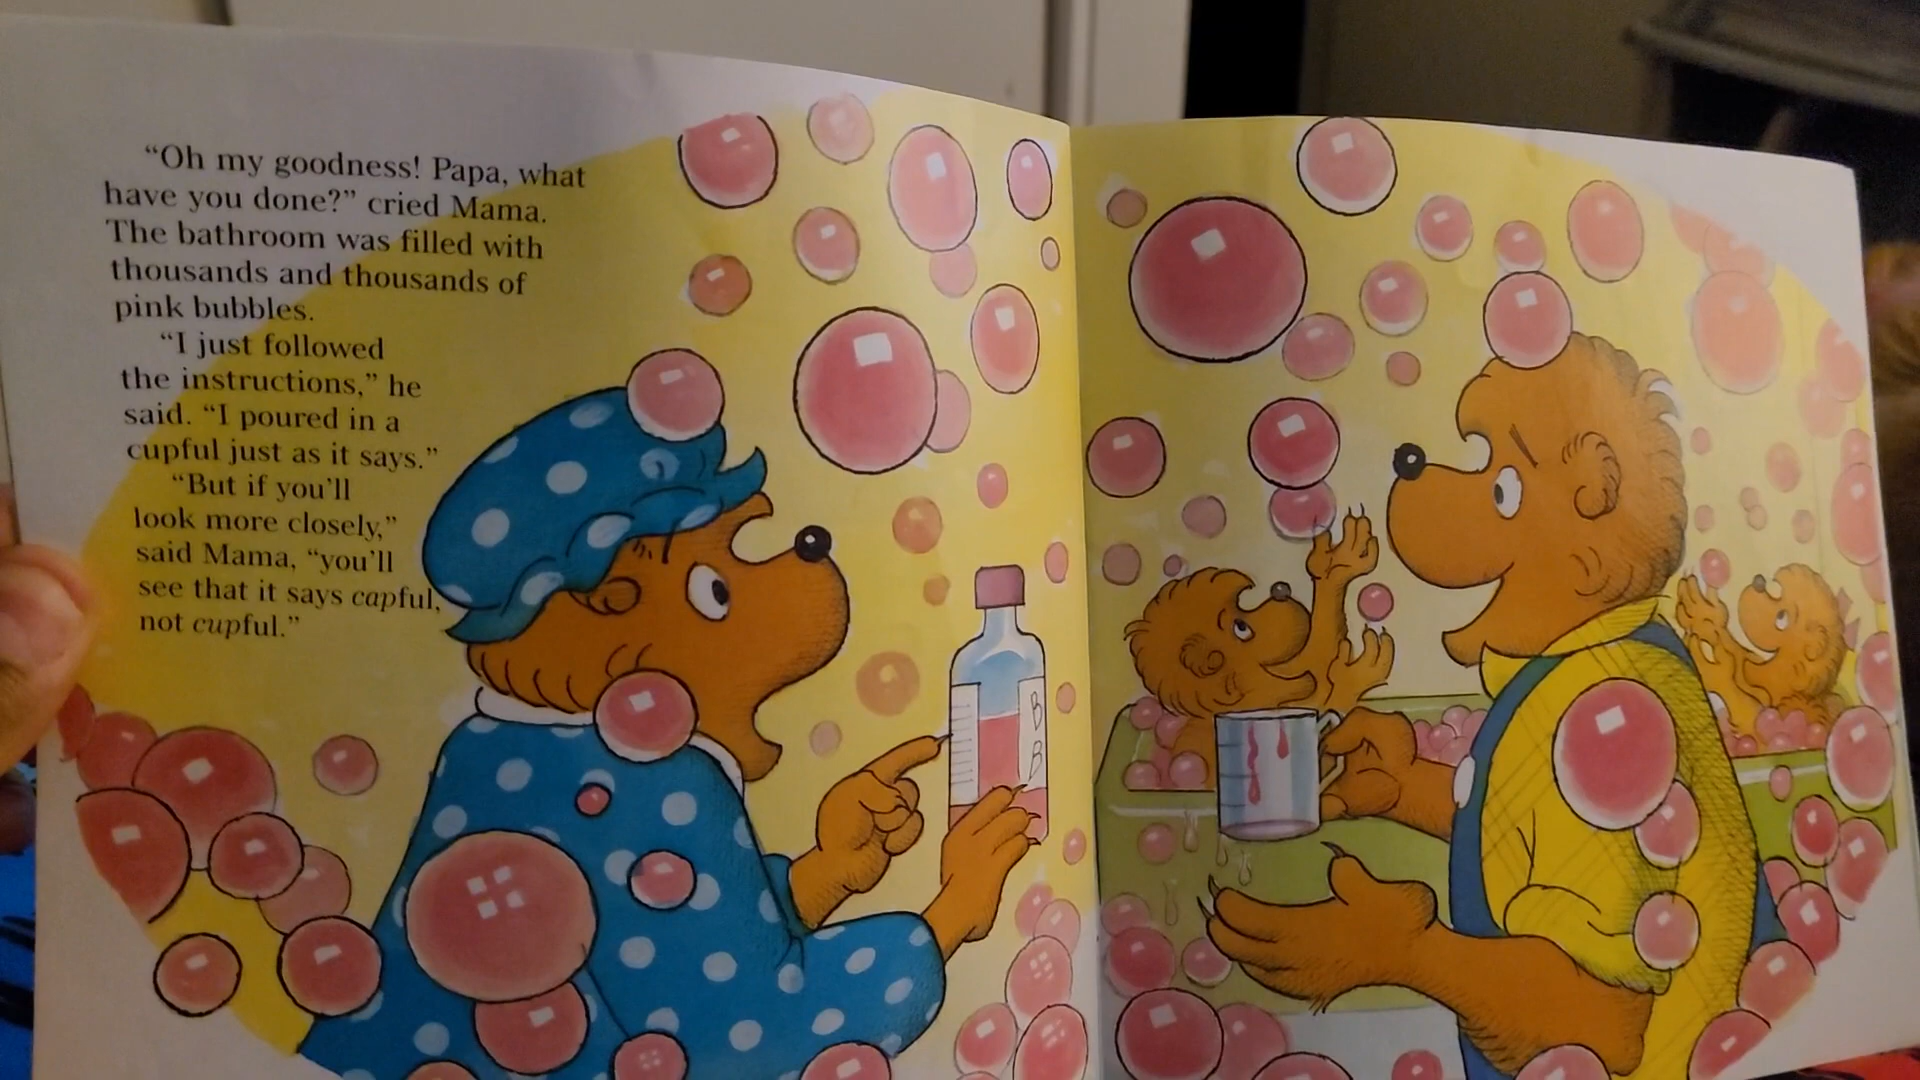 “Oh my goodness! Papa, what
have you done?” cried Mama.
The bathroom was filled with
thousands and thousands of
pink bubbles.
“I just followed
the instructions,” he
said. “I poured in a
cupful just as it says.”
“But if you’ll
look more closely,”
said Mama, “you’ll
see that it says capful,
not cupful.”
B
B